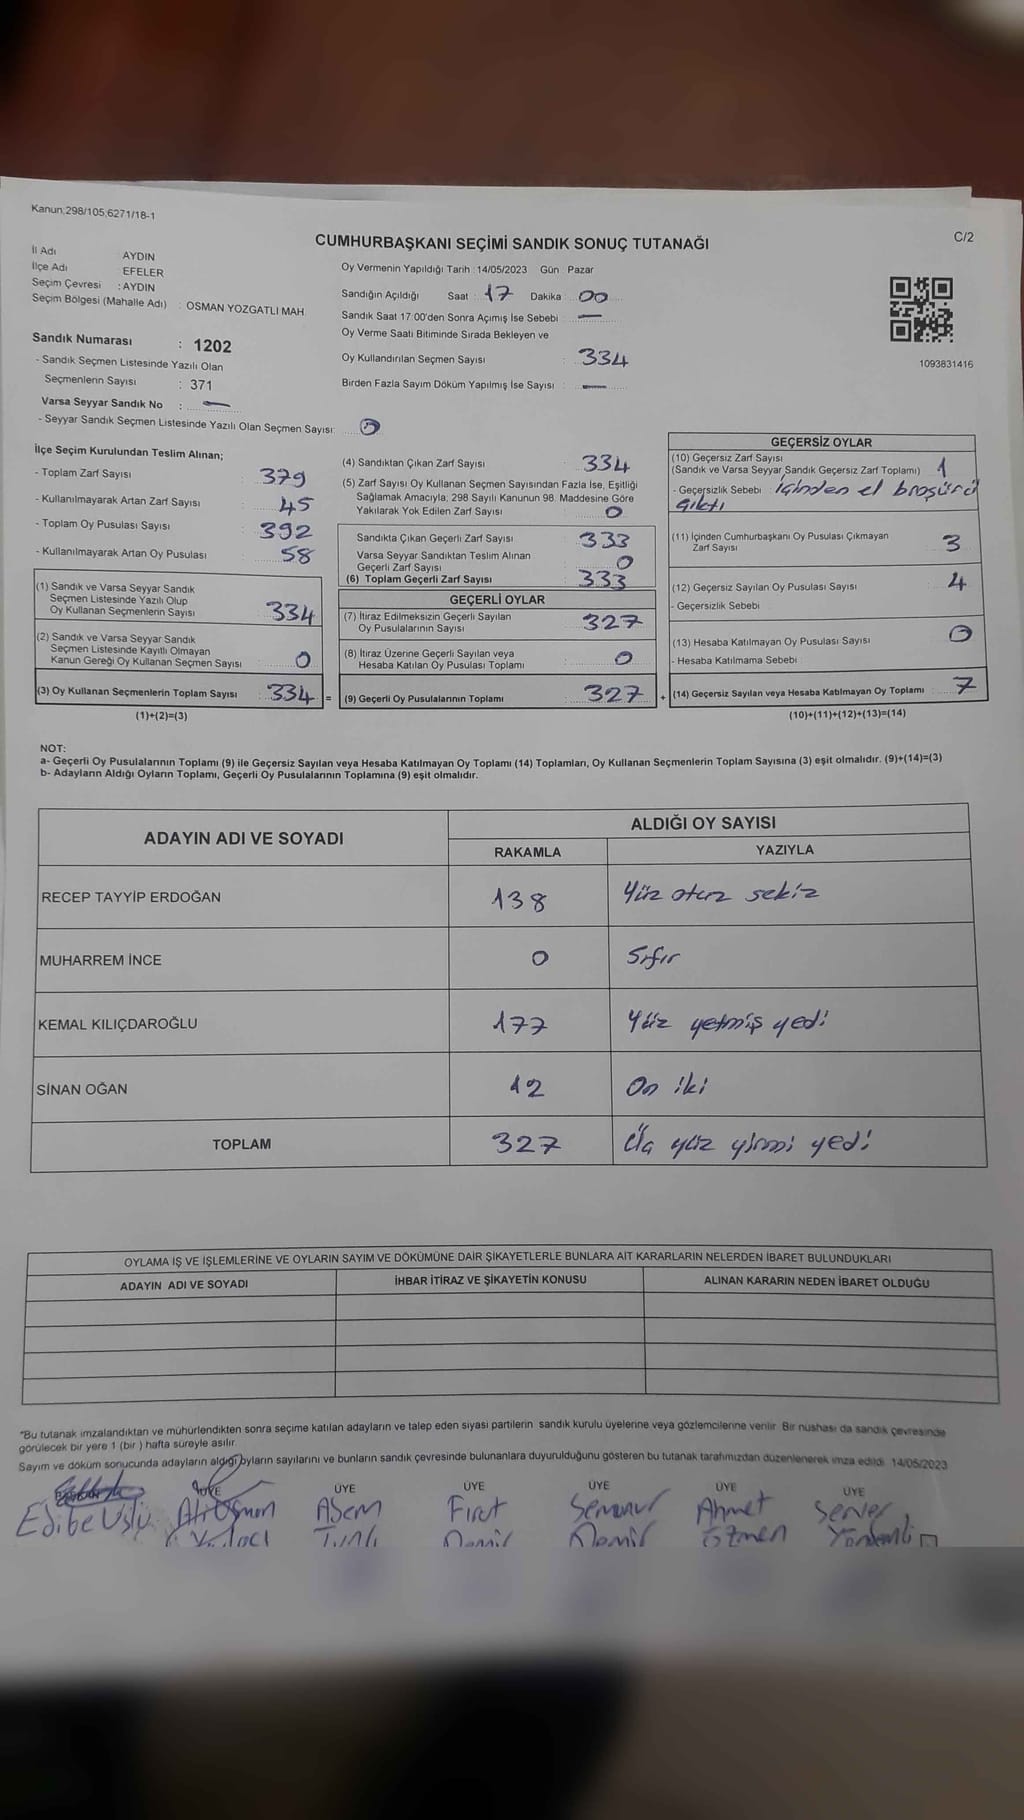 Kanun;298/105,6271/18-1
C/2
CUMHURBAŞKANI SEÇİMİ SANDIK SONUÇ TUTANAĞI
İl Adı : AYDIN
İlçe Adı : EFELER
Seçim Çevresi : AYDIN
Seçim Bölgesi (Mahalle Adı) : OSMAN YOZGATLI MAH.
Sandık Numarası : 1202
- Sandık Seçmen Listesinde Yazılı Olan
Seçmenlerin Sayısı : 371
Varsa Seyyar Sandık No : —
- Seyyar Sandık Seçmen Listesinde Yazılı Olan Seçmen Sayısı: 0
Oy Vermenin Yapıldığı Tarih : 14/05/2023 Gün : Pazar
Sandığın Açıldığı Saat : 17 Dakika : 00
Sandık Saat 17:00'den Sonra Açımış İse Sebebi : —
Oy Verme Saati Bitiminde Sırada Bekleyen ve
Oy Kullandırılan Seçmen Sayısı : 334
Birden Fazla Sayım Döküm Yapılmış İse Sayısı : —
1093831416
İlçe Seçim Kurulundan Teslim Alınan;
- Toplam Zarf Sayısı : 379
- Kullanılmayarak Artan Zarf Sayısı : 45
- Toplam Oy Pusulası Sayısı : 392
- Kullanılmayarak Artan Oy Pusulası : 58
(1) Sandık ve Varsa Seyyar Sandık
Seçmen Listesinde Yazılı Olup
Oy Kullanan Seçmenlerin Sayısı : 334
(2) Sandık ve Varsa Seyyar Sandık
Seçmen Listesinde Kayıtlı Olmayan
Kanun Gereği Oy Kullanan Seçmen Sayısı : 0
(3) Oy Kullanan Seçmenlerin Toplam Sayısı : 334 =
(1)+(2)=(3)
(4) Sandıktan Çıkan Zarf Sayısı : 334
(5) Zarf Sayısı Oy Kullanan Seçmen Sayısından Fazla İse, Eşitliği
Sağlamak Amacıyla; 298 Sayılı Kanunun 98. Maddesine Göre
Yakılarak Yok Edilen Zarf Sayısı : 0
Sandıkta Çıkan Geçerli Zarf Sayısı : 333
Varsa Seyyar Sandıktan Teslim Alınan
Geçerli Zarf Sayısı : 0
(6) Toplam Geçerli Zarf Sayısı : 333
GEÇERLİ OYLAR
(7) İtiraz Edilmeksizin Geçerli Sayılan
Oy Pusulalarının Sayısı : 327
(8) İtiraz Üzerine Geçerli Sayılan veya
Hesaba Katılan Oy Pusulası Toplamı : 0
(9) Geçerli Oy Pusulalarının Toplamı : 327 +
GEÇERSİZ OYLAR
(10) Geçersiz Zarf Sayısı
(Sandık ve Varsa Seyyar Sandık Geçersiz Zarf Toplamı) : 1
- Geçersizlik Sebebi : içinden el broşürü
çıktı
(11) İçinden Cumhurbaşkanı Oy Pusulası Çıkmayan
Zarf Sayısı : 3
(12) Geçersiz Sayılan Oy Pusulası Sayısı : 4
- Geçersizlik Sebebi :
(13) Hesaba Katılmayan Oy Pusulası Sayısı : 0
- Hesaba Katılmama Sebebi :
(14) Geçersiz Sayılan veya Hesaba Katılmayan Oy Toplamı : 7
(10)+(11)+(12)+(13)=(14)
NOT:
a- Geçerli Oy Pusulalarının Toplamı (9) ile Geçersiz Sayılan veya Hesaba Katılmayan Oy Toplamı (14) Toplamları, Oy Kullanan Seçmenlerin Toplam Sayısına (3) eşit olmalıdır. (9)+(14)=(3)
b- Adayların Aldığı Oyların Toplamı, Geçerli Oy Pusulalarının Toplamına (9) eşit olmalıdır.
ADAYIN ADI VE SOYADI
ALDIĞI OY SAYISI
RAKAMLA YAZIYLA
RECEP TAYYİP ERDOĞAN 138 Yüz otuz sekiz
MUHARREM İNCE 0 Sıfır
KEMAL KILIÇDAROĞLU 177 Yüz yetmiş yedi
SİNAN OĞAN 12 On iki
TOPLAM 327 Üç yüz yirmi yedi
OYLAMA İŞ VE İŞLEMLERİNE VE OYLARIN SAYIM VE DÖKÜMÜNE DAİR ŞİKAYETLERLE BUNLARA AİT KARARLARIN NELERDEN İBARET BULUNDUKLARI
ADAYIN ADI VE SOYADI İHBAR İTİRAZ VE ŞİKAYETİN KONUSU ALINAN KARARIN NEDEN İBARET OLDUĞU
"Bu tutanak imzalandıktan ve mühürlendikten sonra seçime katılan adayların ve talep eden siyasi partilerin sandık kurulu üyelerine veya gözlemcilerine verilir. Bir nushası da sandık çevresinde
görülecek bir yere 1 (bir ) hafta süreyle asılır.
Sayım ve döküm sonucunda adayların aldığı oyların sayılarını ve bunların sandık çevresinde bulunanlara duyurulduğunu gösteren bu tutanak tarafımızdan düzenlenerek imza edildi. 14/05/2023
ÜYE ÜYE ÜYE ÜYE ÜYE ÜYE
Edibe Uslu Ali Osman Asem Fırat Semanur Ahmet Server
Demir Demir Özmen Yardımlı